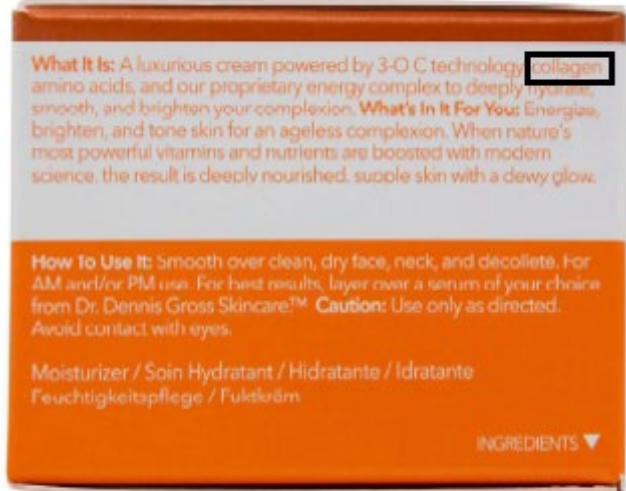 What It Is: A luxurious cream powered by 3-O C technology, collagen
amino acids, and our proprietary energy complex to deeply hydrate,
smooth, and brighten your complexion. What's In It For You: Energize,
brighten, and tone skin for an ageless complexion. When nature's
most powerful vitamins and nutrients are boosted with modern
science, the result is deeply nourished, supple skin with a dewy glow.
How To Use It: Smooth over clean, dry face, neck, and décolleté. For
AM and/or PM use. For best results, layer over a serum of your choice
from Dr. Dennis Gross Skincare.™ Caution: Use only as directed.
Avoid contact with eyes.
Moisturizer / Soin Hydratant / Hidratante / Idratante
Feuchtigkeitspflege / Fuktkräm
INGREDIENTS ▼